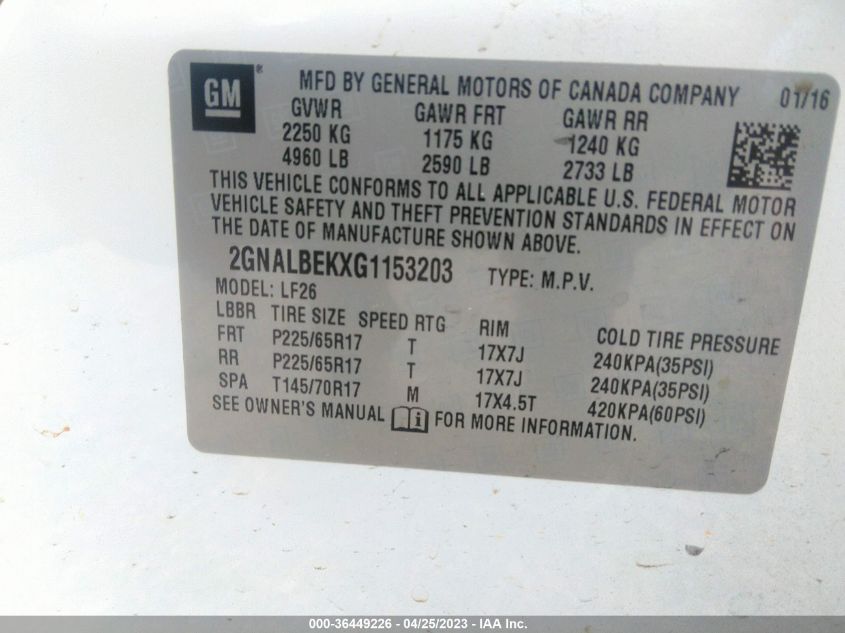 GM ® MFD BY GENERAL MOTORS OF CANADA COMPANY 01/16
GVWR GAWR FRT GAWR RR
2250 KG 1175 KG 1240 KG
4960 LB 2590 LB 2733 LB
THIS VEHICLE CONFORMS TO ALL APPLICABLE U.S. FEDERAL MOTOR
VEHICLE SAFETY AND THEFT PREVENTION STANDARDS IN EFFECT ON
THE DATE OF MANUFACTURE SHOWN ABOVE.
2GNALBEKXG1153203 TYPE: M.P.V.
MODEL: LF26
LBBR TIRE SIZE SPEED RTG RIM COLD TIRE PRESSURE
FRT P225/65R17 T 17X7J 240KPA(35PSI)
RR P225/65R17 T 17X7J 240KPA(35PSI)
SPA T145/70R17 M 17X4.5T 420KPA(60PSI)
SEE OWNER'S MANUAL i FOR MORE INFORMATION.
000-36449226 - 04/25/2023 - IAA Inc.